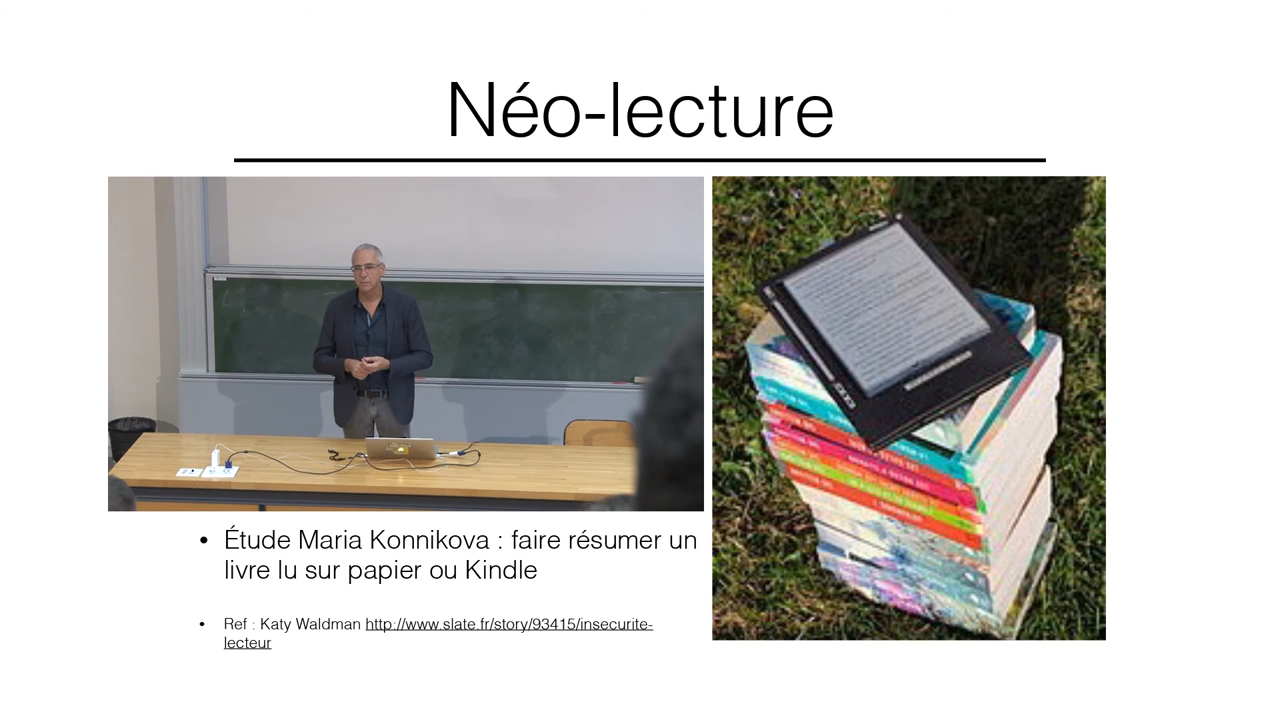 Néo-lecture
• Étude Maria Konnikova : faire résumer un
livre lu sur papier ou Kindle
• Ref : Katy Waldman http://www.slate.fr/story/93415/insecurite-
lecteur